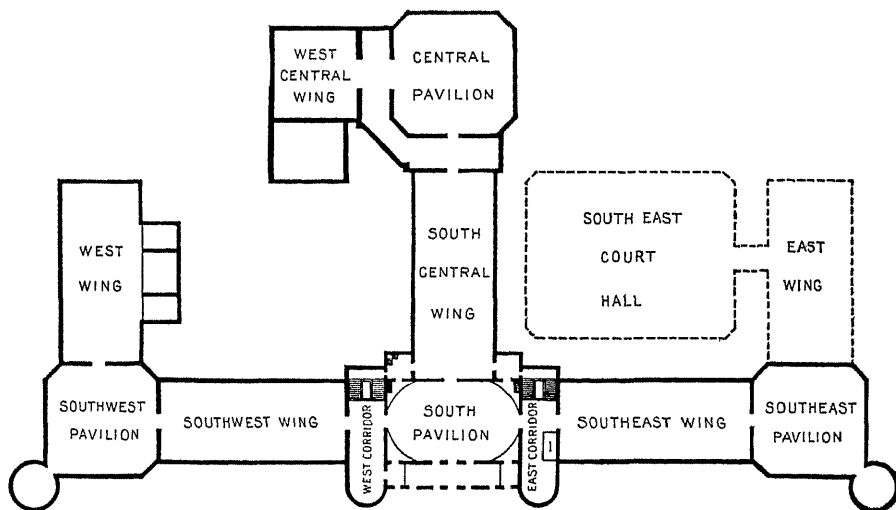 WEST
CENTRAL
WING
CENTRAL
PAVILION
WEST
WING
SOUTH
CENTRAL
WING
SOUTH EAST
COURT
HALL
EAST
WING
SOUTHWEST
PAVILION
SOUTHWEST WING
WEST CORRIDOR
SOUTH
PAVILION
EAST CORRIDOR
1
SOUTHEAST WING
SOUTHEAST
PAVILION